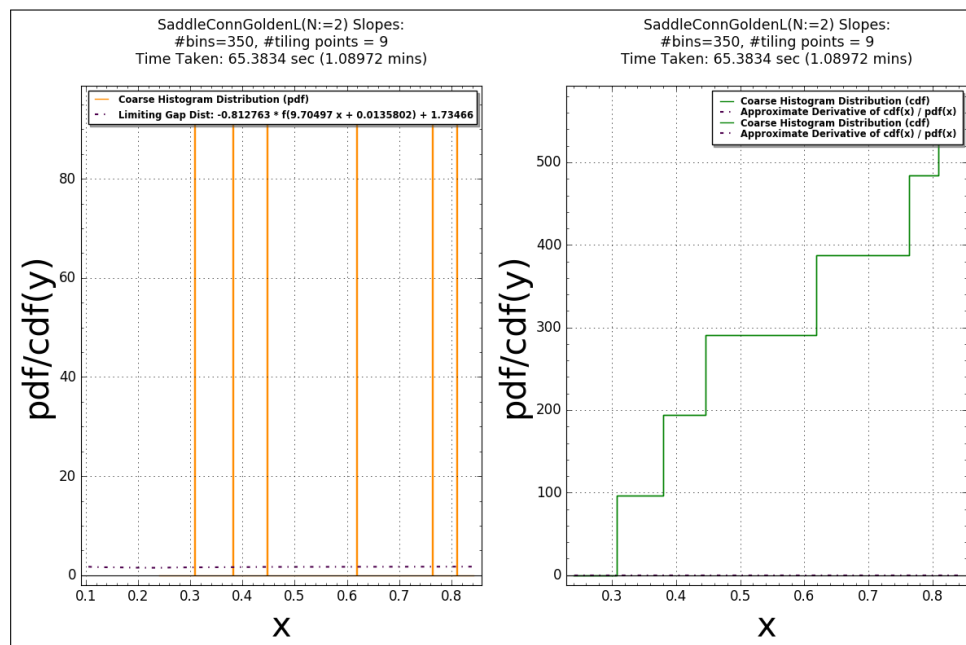 SaddleConnGoldenL(N:=2) Slopes:
#bins=350, #tiling points = 9
Time Taken: 65.3834 sec (1.08972 mins)
Coarse Histogram Distribution (pdf)
Limiting Gap Dist: -0.812763 * f(9.70497 x + 0.0135802) + 1.73466
80
60
40
20
0
pdf/cdf(y)
0.1 0.2 0.3 0.4 0.5 0.6 0.7 0.8
x
SaddleConnGoldenL(N:=2) Slopes:
#bins=350, #tiling points = 9
Time Taken: 65.3834 sec (1.08972 mins)
Coarse Histogram Distribution (cdf)
Approximate Derivative of cdf(x) / pdf(x)
Coarse Histogram Distribution (cdf)
Approximate Derivative of cdf(x) / pdf(x)
500
400
300
200
100
0
pdf/cdf(y)
0.3 0.4 0.5 0.6 0.7 0.8
x